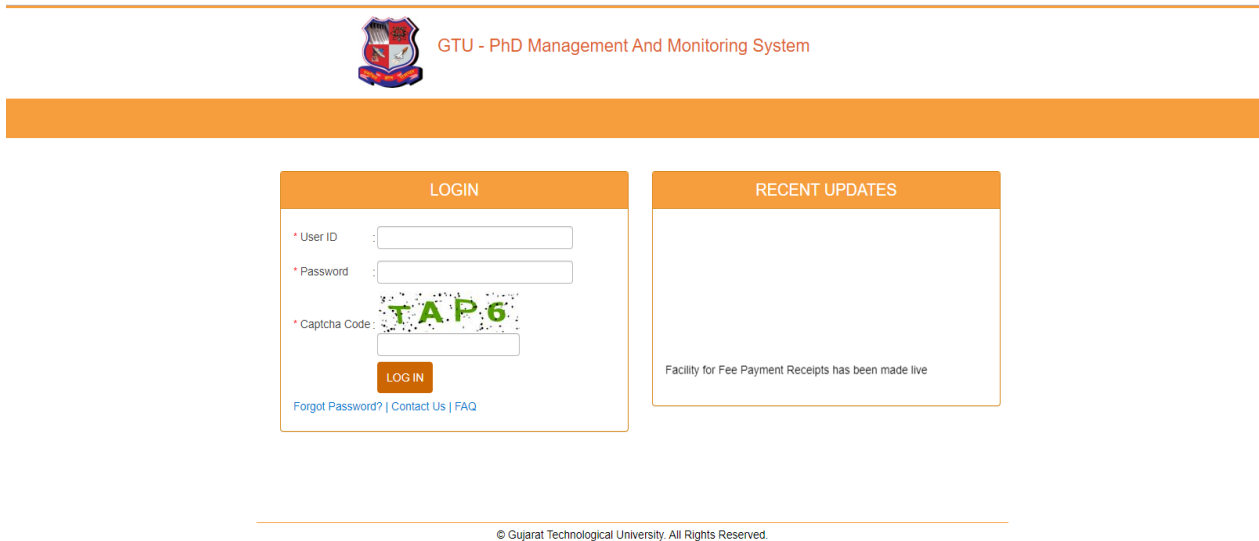 GTU - PhD Management And Monitoring System
LOGIN
* User ID :
* Password :
* Captcha Code :
TAP6
LOG IN
Forgot Password? | Contact Us | FAQ
RECENT UPDATES
Facility for Fee Payment Receipts has been made live
© Gujarat Technological University. All Rights Reserved.